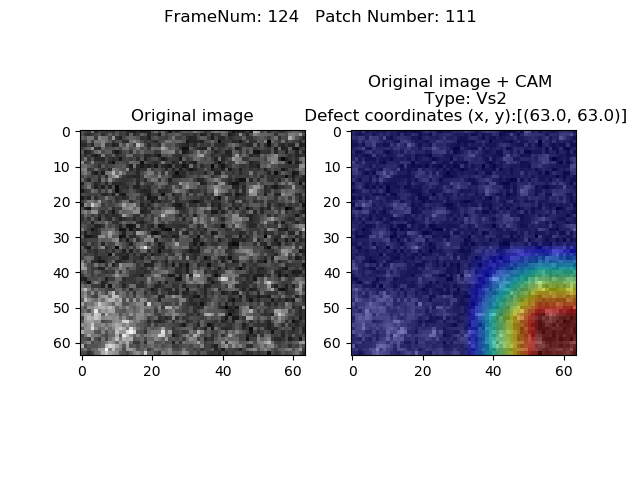 FrameNum: 124   Patch Number: 111
Original image
Original image + CAM
Type: Vs2
Defect coordinates (x, y):[(63.0, 63.0)]
0
10
20
30
40
50
60
0 20 40 60
0
10
20
30
40
50
60
0 20 40 60